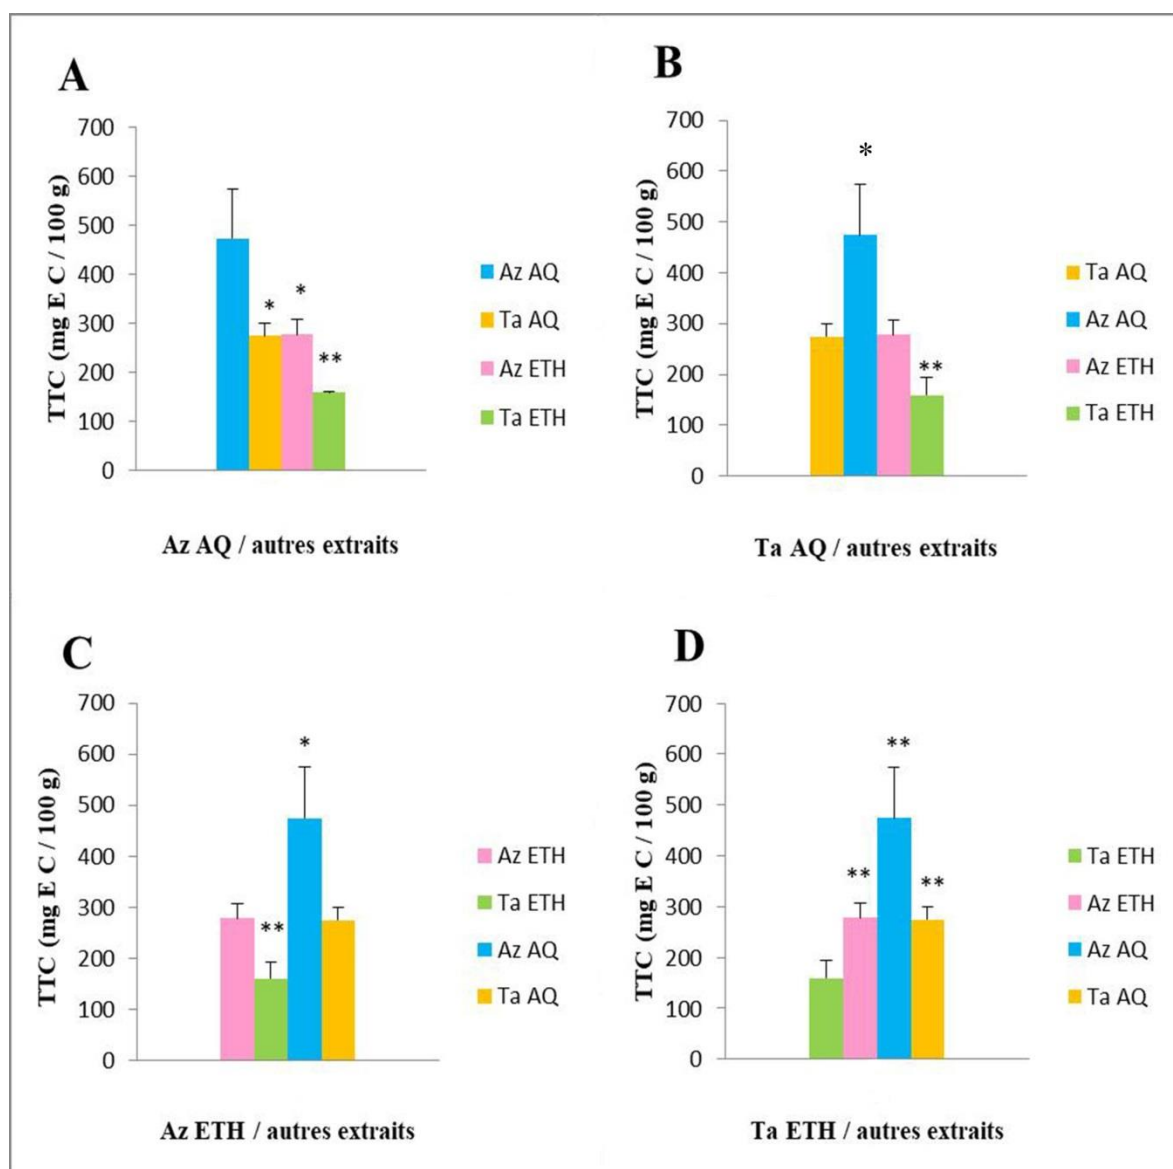 A
TTC (mg E C / 100 g)
700
600
500
400
300
200
100
0
*
*
**
Az AQ
Ta AQ
Az ETH
Ta ETH
Az AQ / autres extraits
B
TTC (mg E C / 100 g)
700
600
500
400
300
200
100
0
*
**
Ta AQ
Az AQ
Az ETH
Ta ETH
Ta AQ / autres extraits
C
TTC (mg E C / 100 g)
700
600
500
400
300
200
100
0
*
**
Az ETH
Ta ETH
Az AQ
Ta AQ
Az ETH / autres extraits
D
TTC (mg E C / 100 g)
700
600
500
400
300
200
100
0
**
**
**
Ta ETH
Az ETH
Az AQ
Ta AQ
Ta ETH / autres extraits